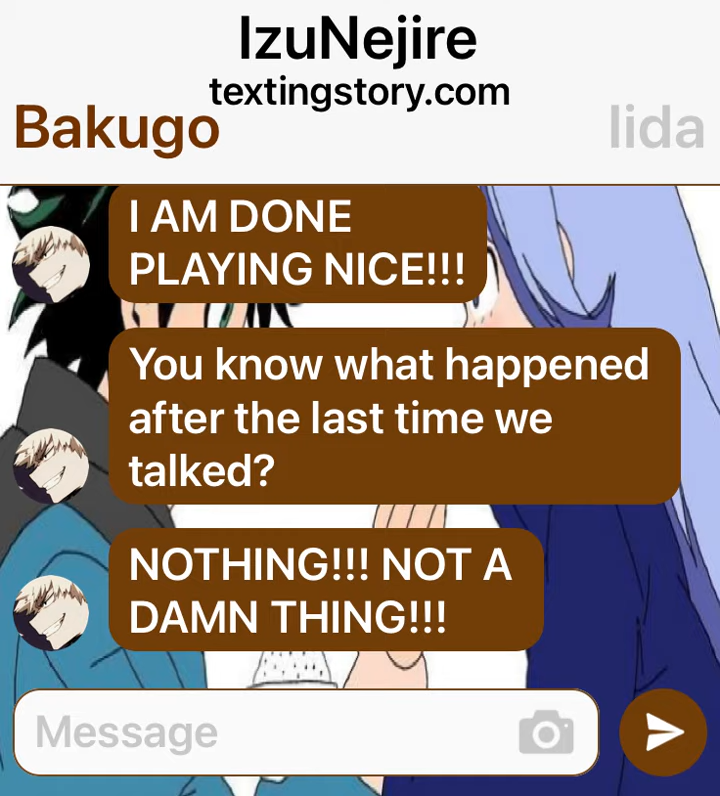 IzuNejire
textingstory.com
Bakugo
Iida
I AM DONE
PLAYING NICE!!!
You know what happened
after the last time we
talked?
NOTHING!!! NOT A
DAMN THING!!!
Message